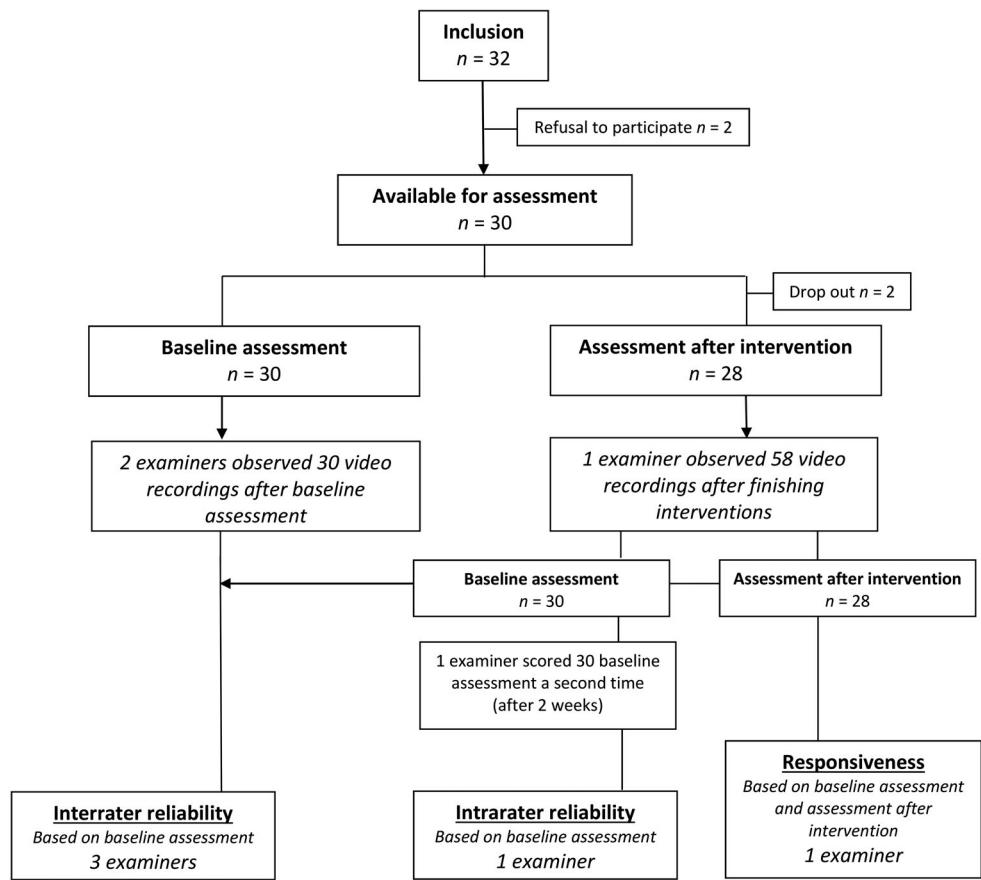 Inclusion
n = 32
Refusal to participate n = 2
Available for assessment
n = 30
Drop out n = 2
Baseline assessment
n = 30
Assessment after intervention
n = 28
2 examiners observed 30 video
recordings after baseline
assessment
1 examiner observed 58 video
recordings after finishing
interventions
Baseline assessment
n = 30
Assessment after intervention
n = 28
1 examiner scored 30 baseline
assessment a second time
(after 2 weeks)
Interrater reliability
Based on baseline assessment
3 examiners
Intrarater reliability
Based on baseline assessment
1 examiner
Responsiveness
Based on baseline assessment
and assessment after
intervention
1 examiner